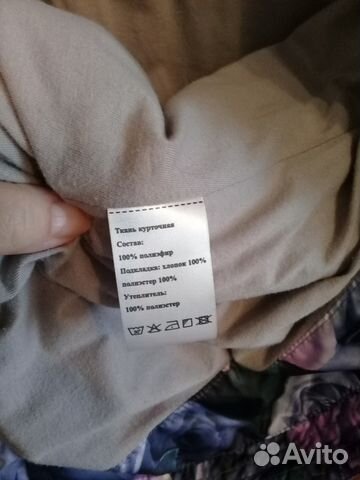 Ткань курточная
Состав:
100% полиэфир
Подкладка: хлопок 100%
полиэстер 100%
Утеплитель:
100% полиэстер
Avito